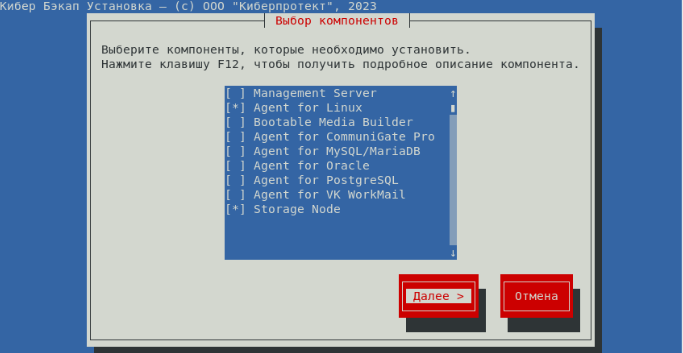 Кибер Бэкап Установка – (c) ООО "Киберпротект", 2023
Выбор компонентов
Выберите компоненты, которые необходимо установить.
Нажмите клавишу F12, чтобы получить подробное описание компонента.
[ ] Management Server
[*] Agent for Linux
[ ] Bootable Media Builder
[ ] Agent for CommuniGate Pro
[ ] Agent for MySQL/MariaDB
[ ] Agent for Oracle
[ ] Agent for PostgreSQL
[ ] Agent for VK WorkMail
[*] Storage Node
Далее > Отмена